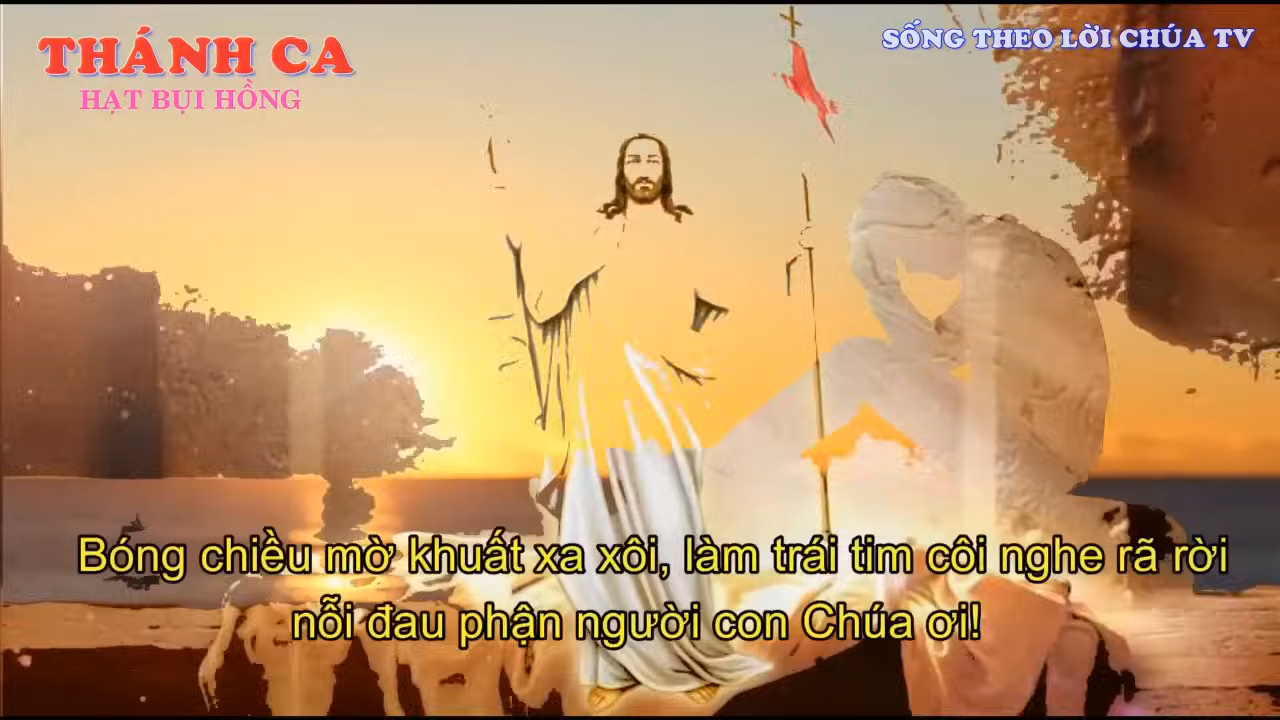 THÁNH CA
HẠT BỤI HỒNG
SỐNG THEO LỜI CHÚA TV
Bóng chiều mờ khuất xa xôi, làm trái tim côi nghe rã rời
nỗi đau phận người con Chúa ơi!